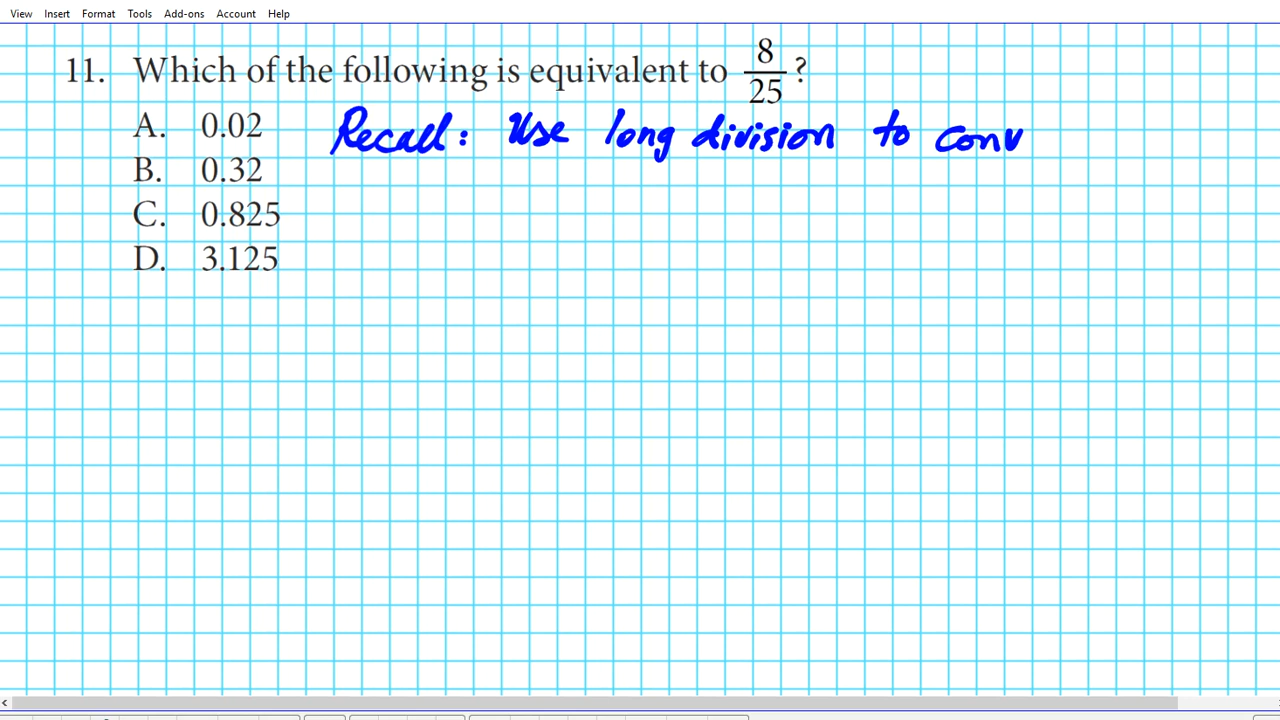 View Insert Format Tools Add-ons Account Help
11. Which of the following is equivalent to 8/25?
A. 0.02 Recall: Use long division to conv
B. 0.32
C. 0.825
D. 3.125